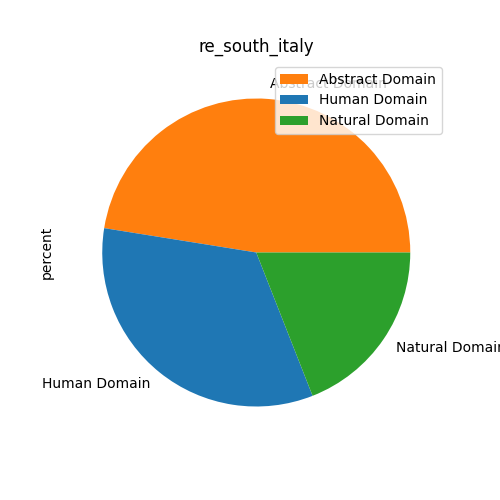 re_south_italy
Abstract Domain
Abstract Domain
Human Domain
Natural Domain
percent
Natural Domain
Human Domain